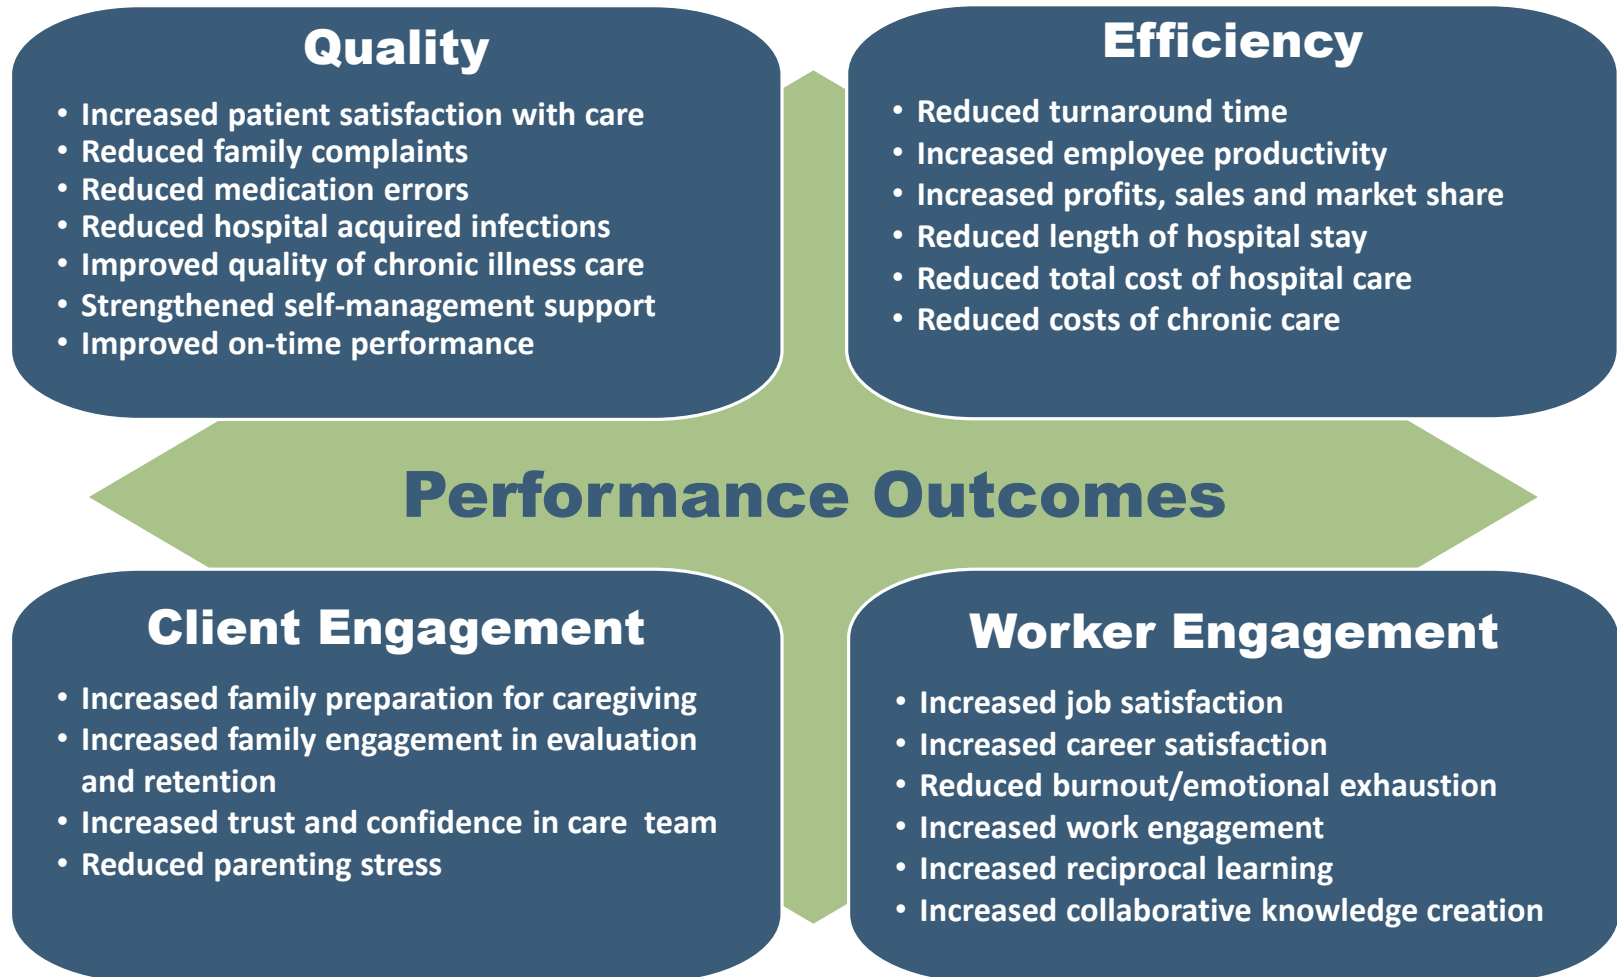 Quality
• Increased patient satisfaction with care
• Reduced family complaints
• Reduced medication errors
• Reduced hospital acquired infections
• Improved quality of chronic illness care
• Strengthened self-management support
• Improved on-time performance
Efficiency
• Reduced turnaround time
• Increased employee productivity
• Increased profits, sales and market share
• Reduced length of hospital stay
• Reduced total cost of hospital care
• Reduced costs of chronic care
Performance Outcomes
Client Engagement
• Increased family preparation for caregiving
• Increased family engagement in evaluation
and retention
• Increased trust and confidence in care  team
• Reduced parenting stress
Worker Engagement
• Increased job satisfaction
• Increased career satisfaction
• Reduced burnout/emotional exhaustion
• Increased work engagement
• Increased reciprocal learning
• Increased collaborative knowledge creation